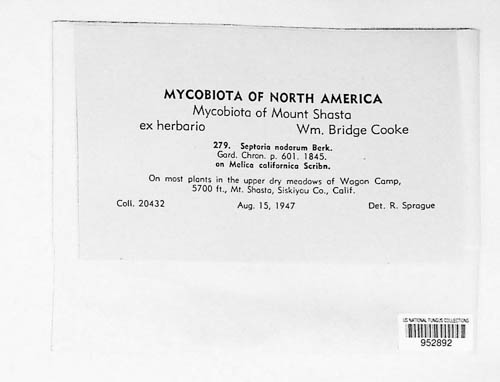 MYCOBIOTA OF NORTH AMERICA
Mycobiota of Mount Shasta
ex herbario Wm. Bridge Cooke
279. Septoria nodorum Berk.
Gard. Chron. p. 601. 1845.
on Melica californica Scribn.
On most plants in the upper dry meadows of Wagon Camp,
5700 ft., Mt. Shasta, Siskiyou Co., Calif.
Coll. 20432 Aug. 15, 1947 Det. R. Sprague
US NATIONAL FUNGUS COLLECTIONS
952892